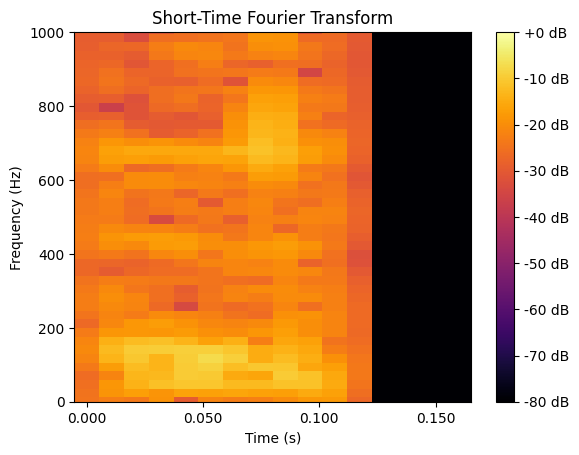 Short-Time Fourier Transform
1000
800
600
400
200
0
Frequency (Hz)
0.000
0.050
0.100
0.150
Time (s)
+0 dB
-10 dB
-20 dB
-30 dB
-40 dB
-50 dB
-60 dB
-70 dB
-80 dB